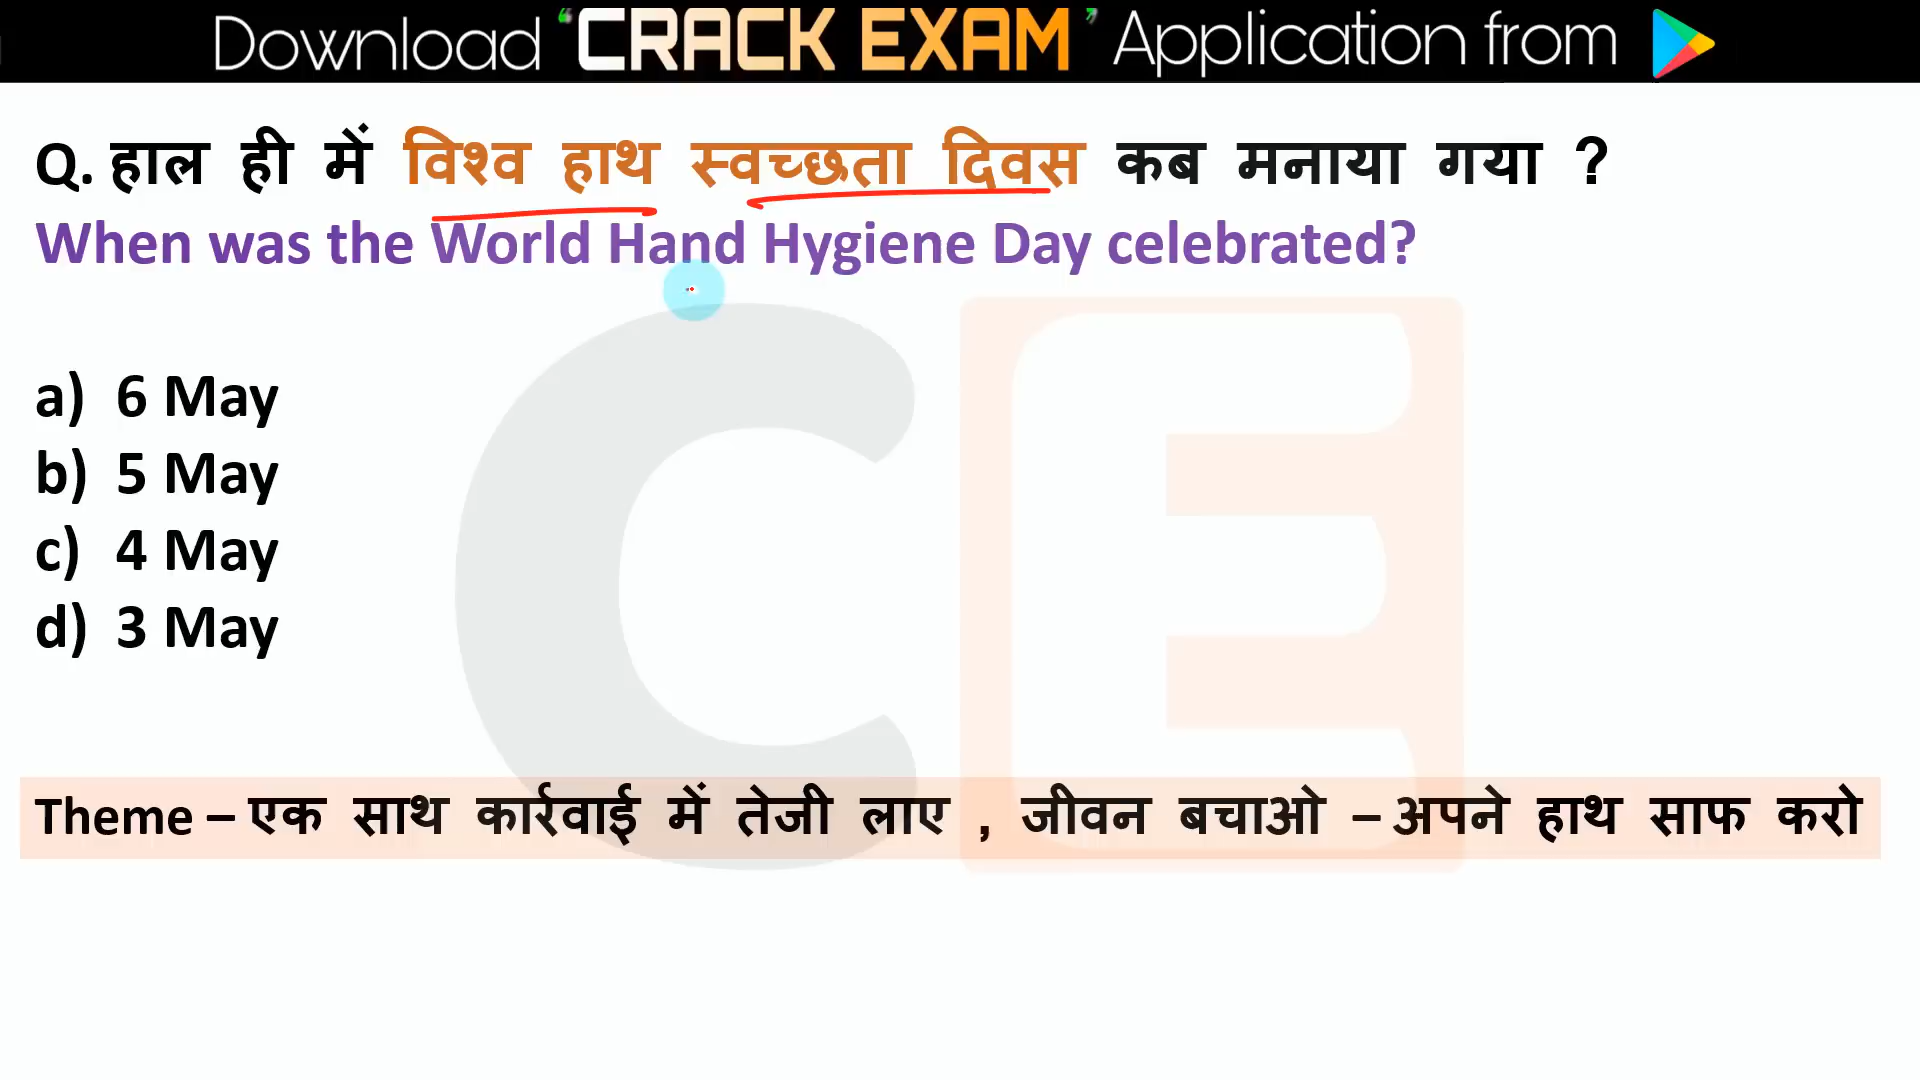 Download ‘CRACK EXAM’ Application from
Q. हाल ही में विश्व हाथ स्वच्छता दिवस कब मनाया गया ?
When was the World Hand Hygiene Day celebrated?
a) 6 May
b) 5 May
c) 4 May
d) 3 May
CE
Theme – एक साथ कार्रवाई में तेजी लाए , जीवन बचाओ – अपने हाथ साफ करो